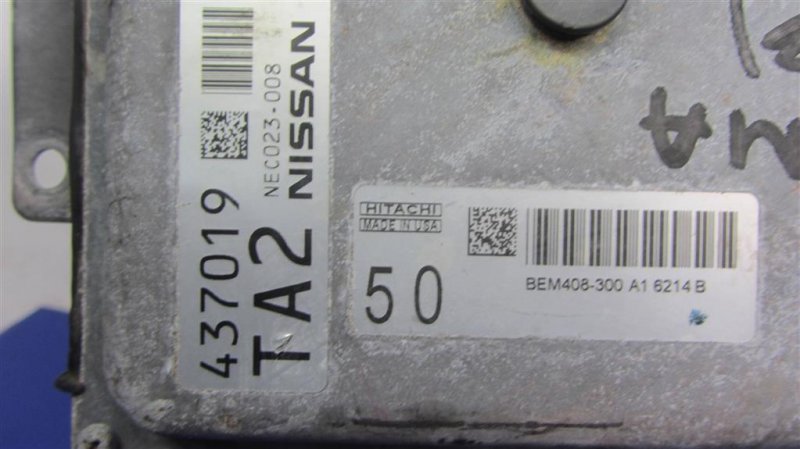 437019
TA2
NEC023-008
NISSAN
HITACHI
MADE IN USA
50
BEM408-300 A1 6214 B